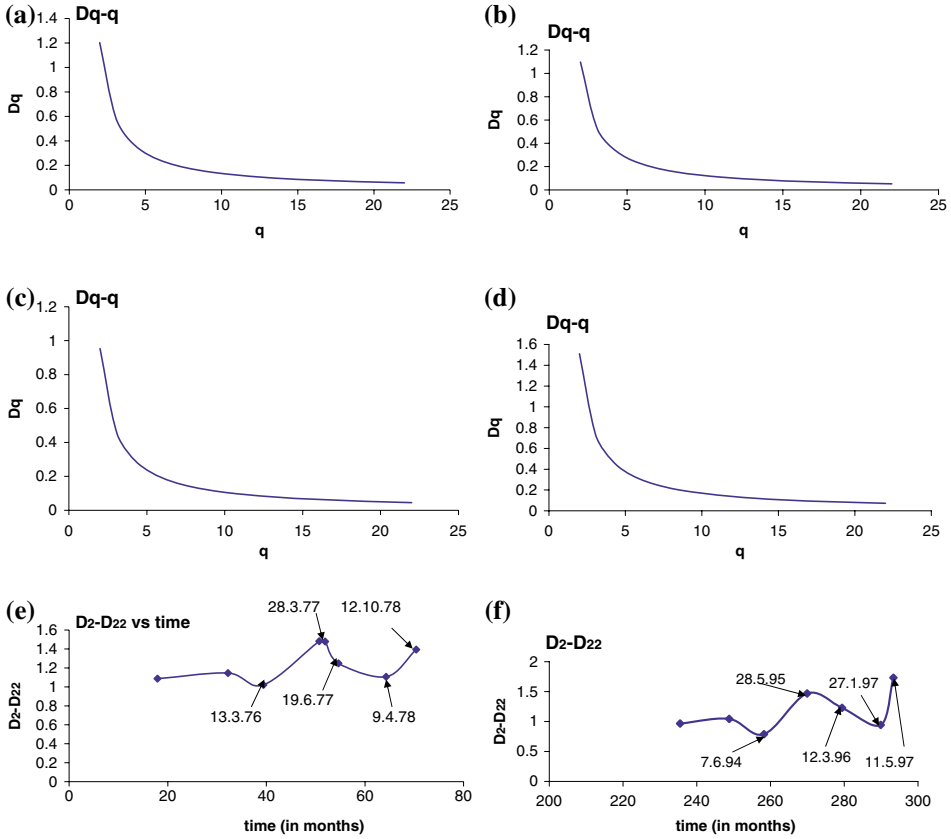 (a)
Dq-q
1.4
1.2
1
0.8
0.6
0.4
0.2
0
Dq
0 5 10 15 20 25
q
(b)
Dq-q
1.2
1
0.8
0.6
0.4
0.2
0
Dq
0 5 10 15 20 25
q
(c)
Dq-q
1.2
1
0.8
0.6
0.4
0.2
0
Dq
0 5 10 15 20 25
q
(d)
Dq-q
1.6
1.4
1.2
1
0.8
0.6
0.4
0.2
0
Dq
0 5 10 15 20 25
q
(e)
D2-D22 vs time
1.6
1.4
1.2
1
0.8
0.6
0.4
0.2
0
D2-D22
28.3.77
12.10.78
13.3.76
19.6.77
9.4.78
0 20 40 60 80
time (in months)
(f)
D2-D22
2
1.5
1
0.5
0
D2-D22
28.5.95
27.1.97
7.6.94
12.3.96
11.5.97
200 220 240 260 280 300
time (in months)